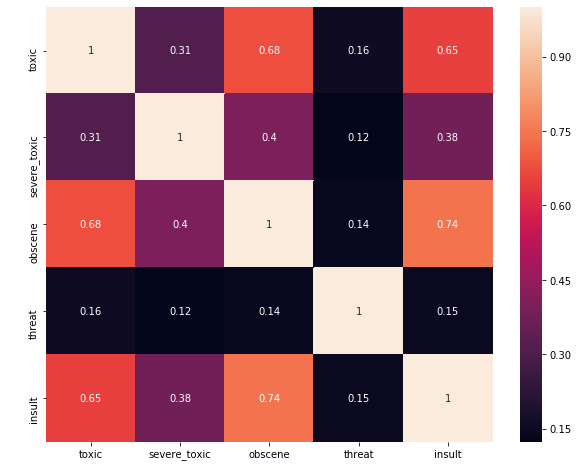 toxic 1 0.31 0.68 0.16 0.65
severe_toxic 0.31 1 0.4 0.12 0.38
obscene 0.68 0.4 1 0.14 0.74
threat 0.16 0.12 0.14 1 0.15
insult 0.65 0.38 0.74 0.15 1
toxic severe_toxic obscene threat insult
0.90
0.75
0.60
0.45
0.30
0.15